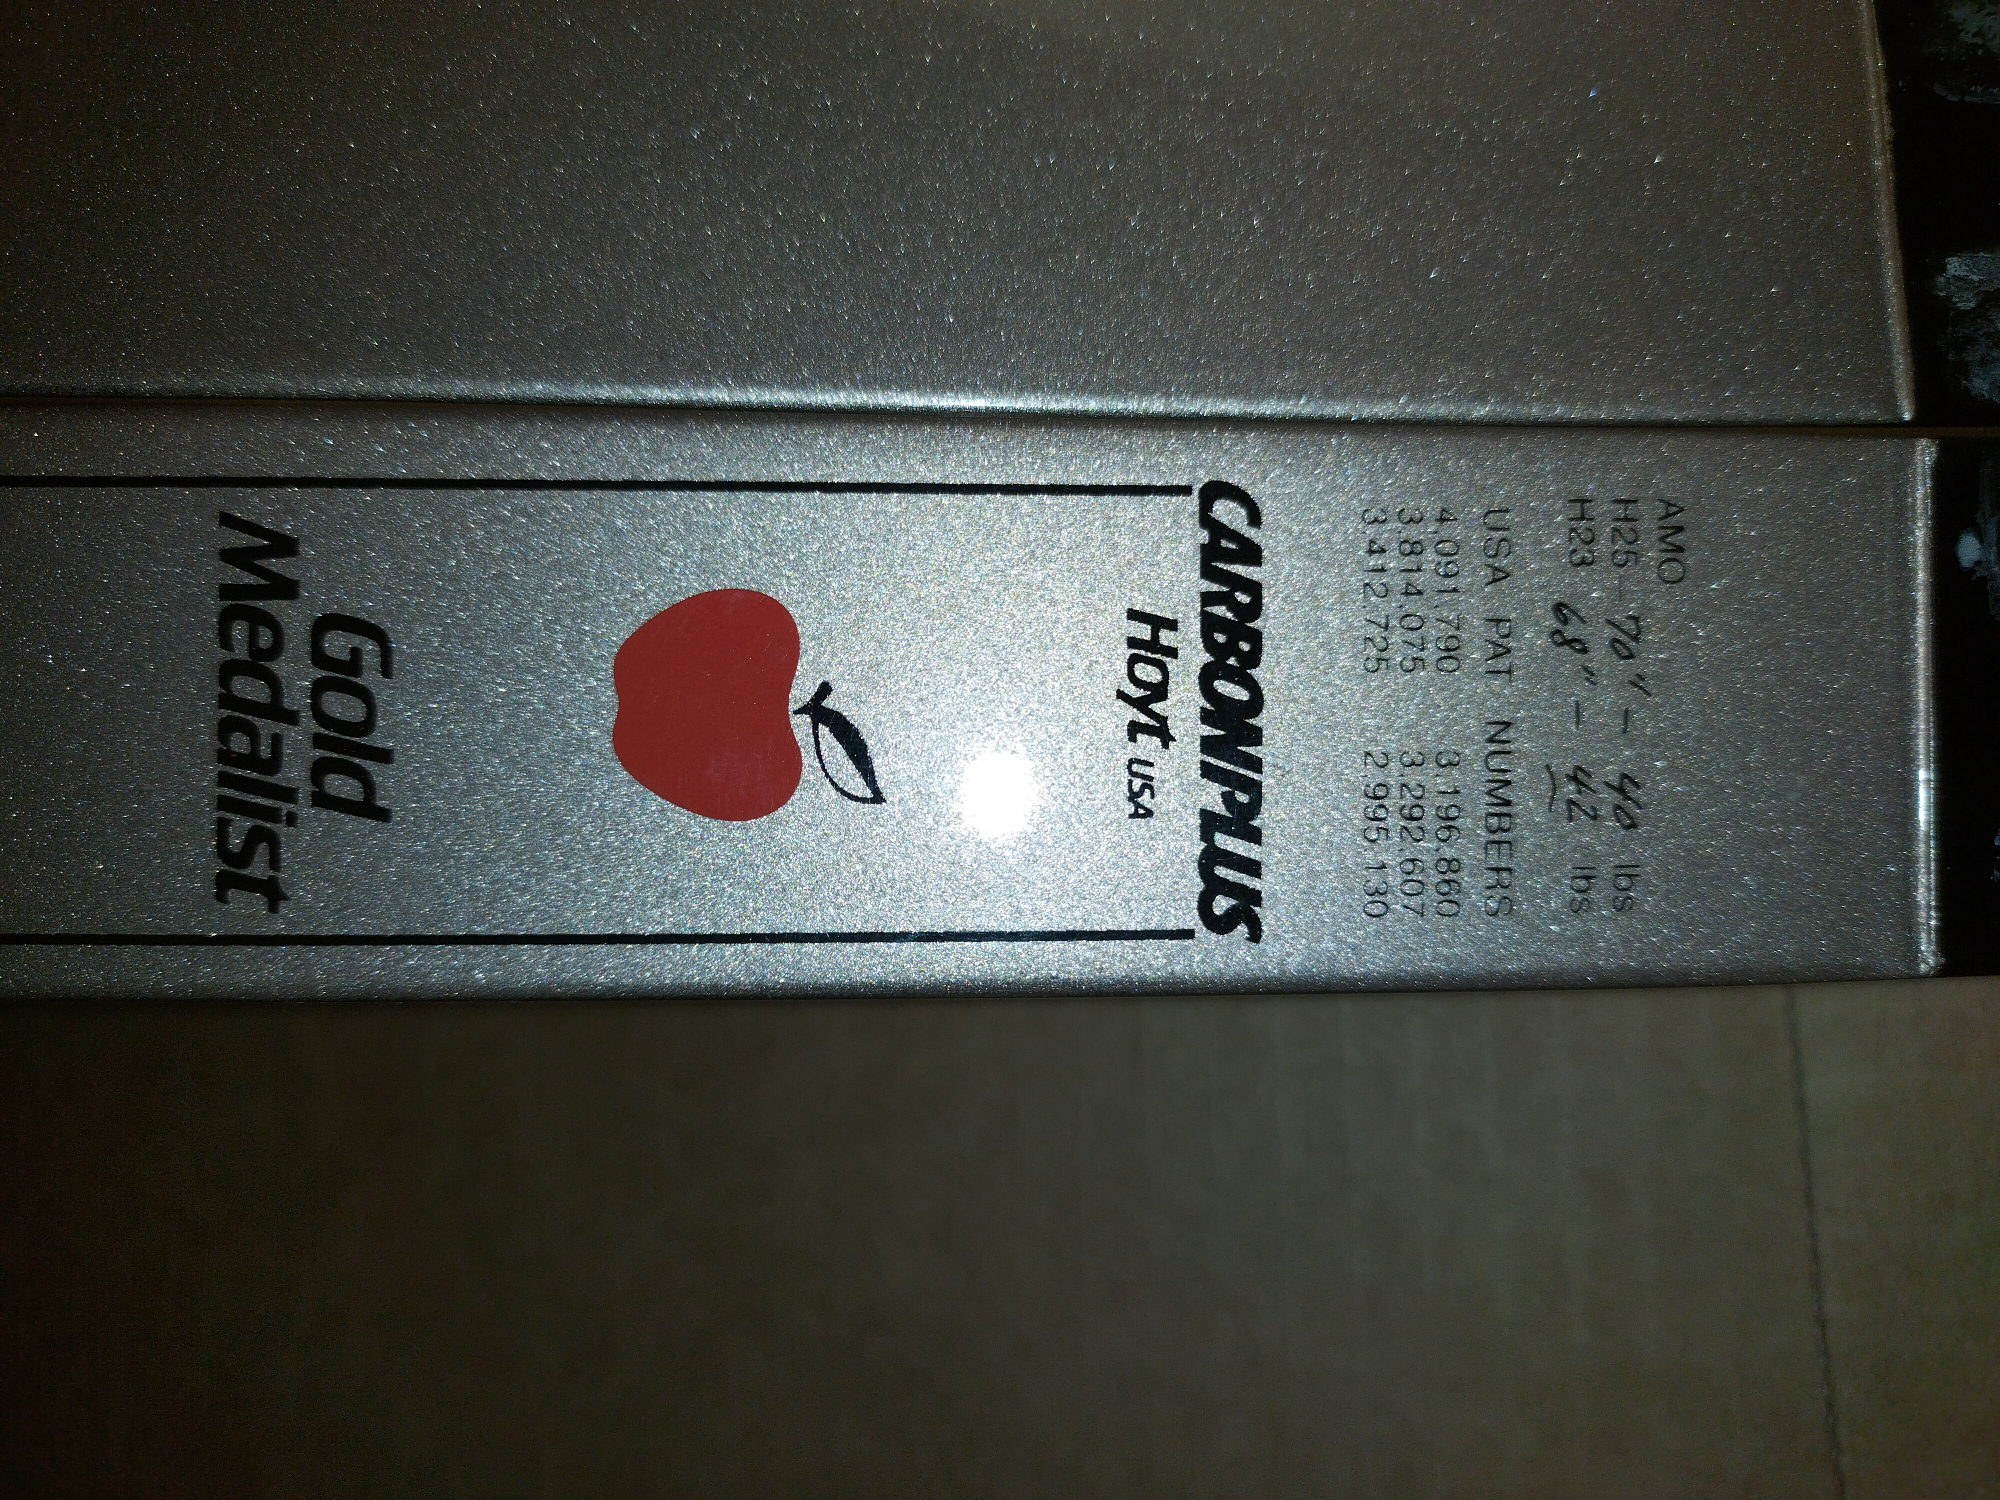 AMO
H25 70" - 40 lbs
H23 68" - 42 lbs
USA PAT NUMBERS
4.091.790 3.196.860
3.814.075 3.292.607
3.412.725 2.995.130
CARBONPLUS
Hoyt USA
Gold
Medalist